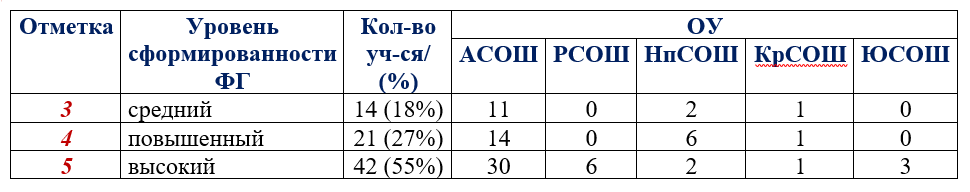 Отметка Уровень сформированности ФГ Кол-во уч-ся/ (%) ОУ
АСОШ РСОШ НпСОШ КрСОШ ЮСОШ
3 средний 14 (18%) 11 0 2 1 0
4 повышенный 21 (27%) 14 0 6 1 0
5 высокий 42 (55%) 30 6 2 1 3